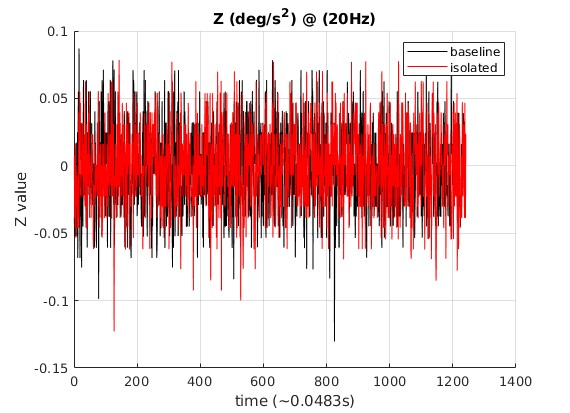 Z (deg/s²) @ (20Hz)
0.1
0.05
0
-0.05
-0.1
-0.15
Z value
baseline
isolated
0 200 400 600 800 1000 1200 1400
time (~0.0483s)